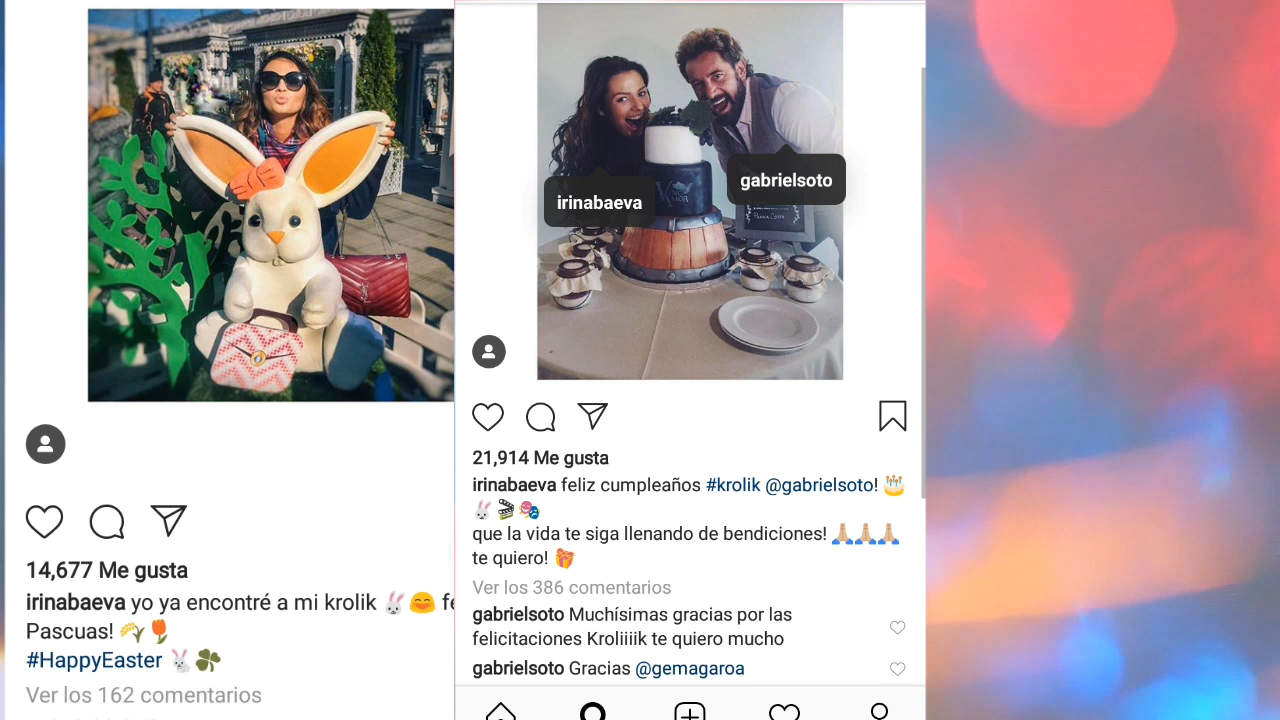 14,677 Me gusta
irinabaeva yo ya encontré a mi krolik 🐰😊 fe
Pascuas! 🌾🌷
#HappyEaster 🐇☘️
Ver los 162 comentarios
irinabaeva
gabrielsoto
21,914 Me gusta
irinabaeva feliz cumpleaños #krolik @gabrielsoto! 🎂
🐇🎬🎭
que la vida te siga llenando de bendiciones! 🙏🏼🙏🏼🙏🏼
te quiero! 🎁
Ver los 386 comentarios
gabrielsoto Muchísimas gracias por las
felicitaciones Kroliiiik te quiero mucho
gabrielsoto Gracias @gemagaroa